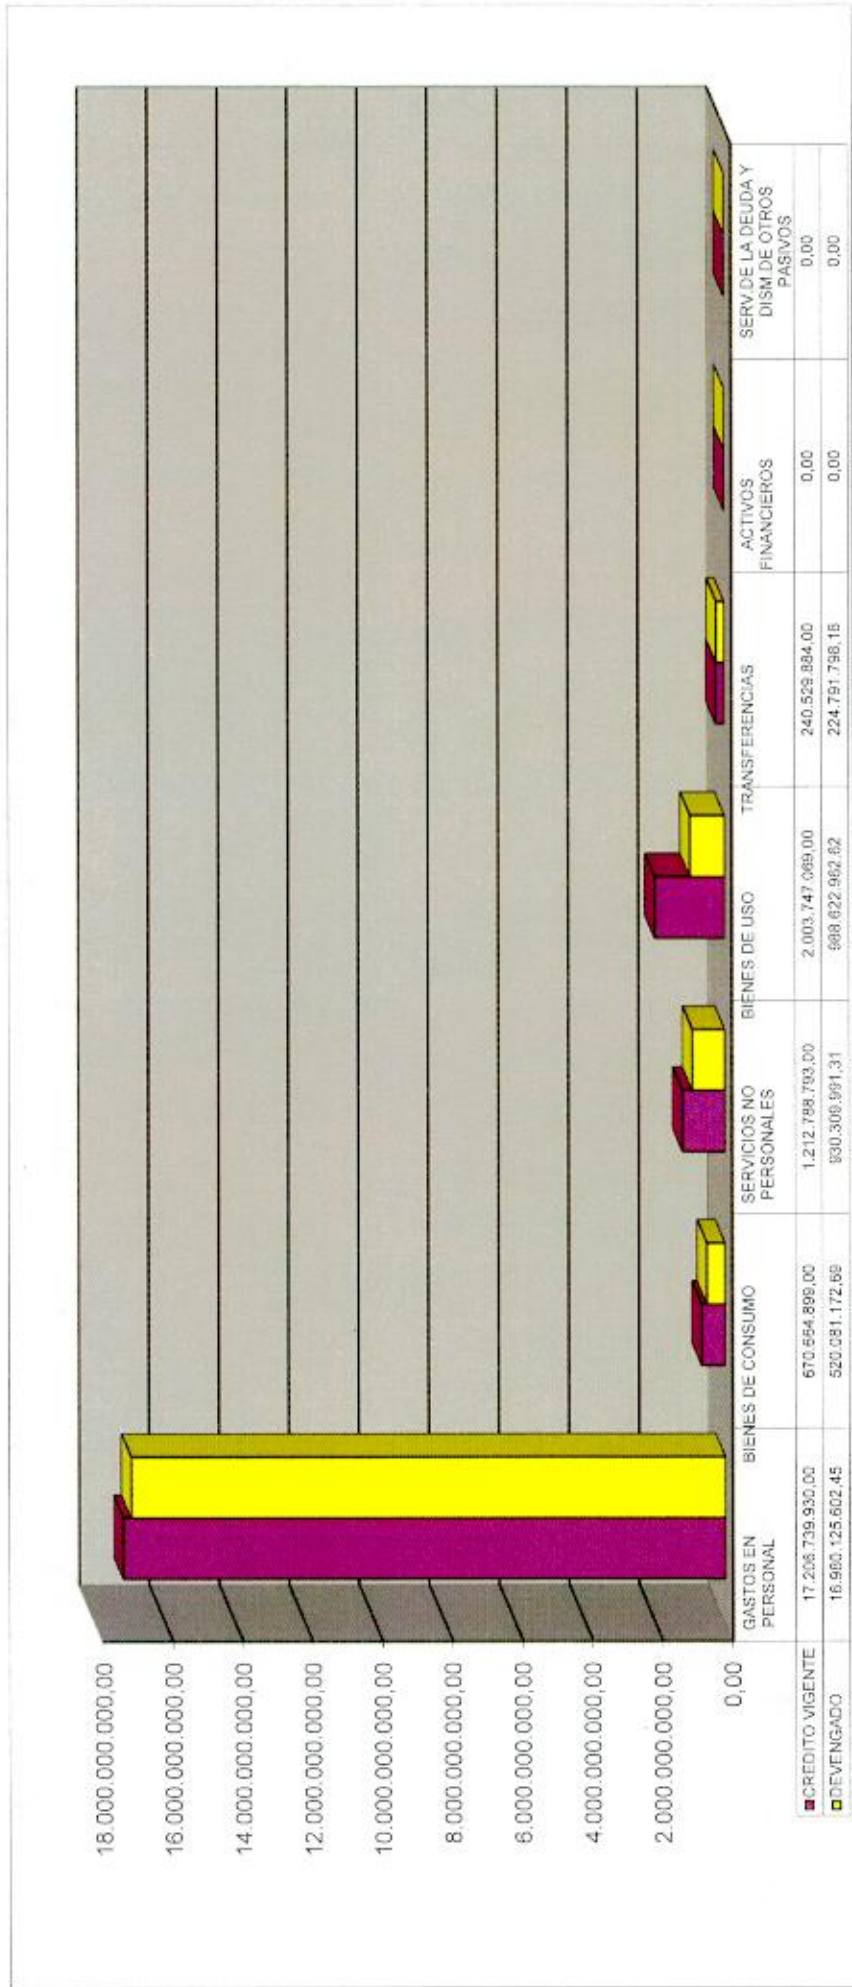 18.000.000.000,00
16.000.000.000,00
14.000.000.000,00
12.000.000.000,00
10.000.000.000,00
8.000.000.000,00
6.000.000.000,00
4.000.000.000,00
2.000.000.000,00
0,00
GASTOS EN PERSONAL
BIENES DE CONSUMO
SERVICIOS NO PERSONALES
BIENES DE USO
TRANSFERENCIAS
ACTIVOS FINANCIEROS
SERV.DE LA DEUDA Y DISM.DE OTROS PASIVOS
CREDITO VIGENTE 17.206.739.930,00 670.554.899,00 1.212.788.793,00 2.003.747.069,00 240.529.884,00 0,00 0,00
DEVENGADO 16.980.125.602,45 520.081.172,69 930.309.991,31 988.622.962,62 224.791.798,16 0,00 0,00